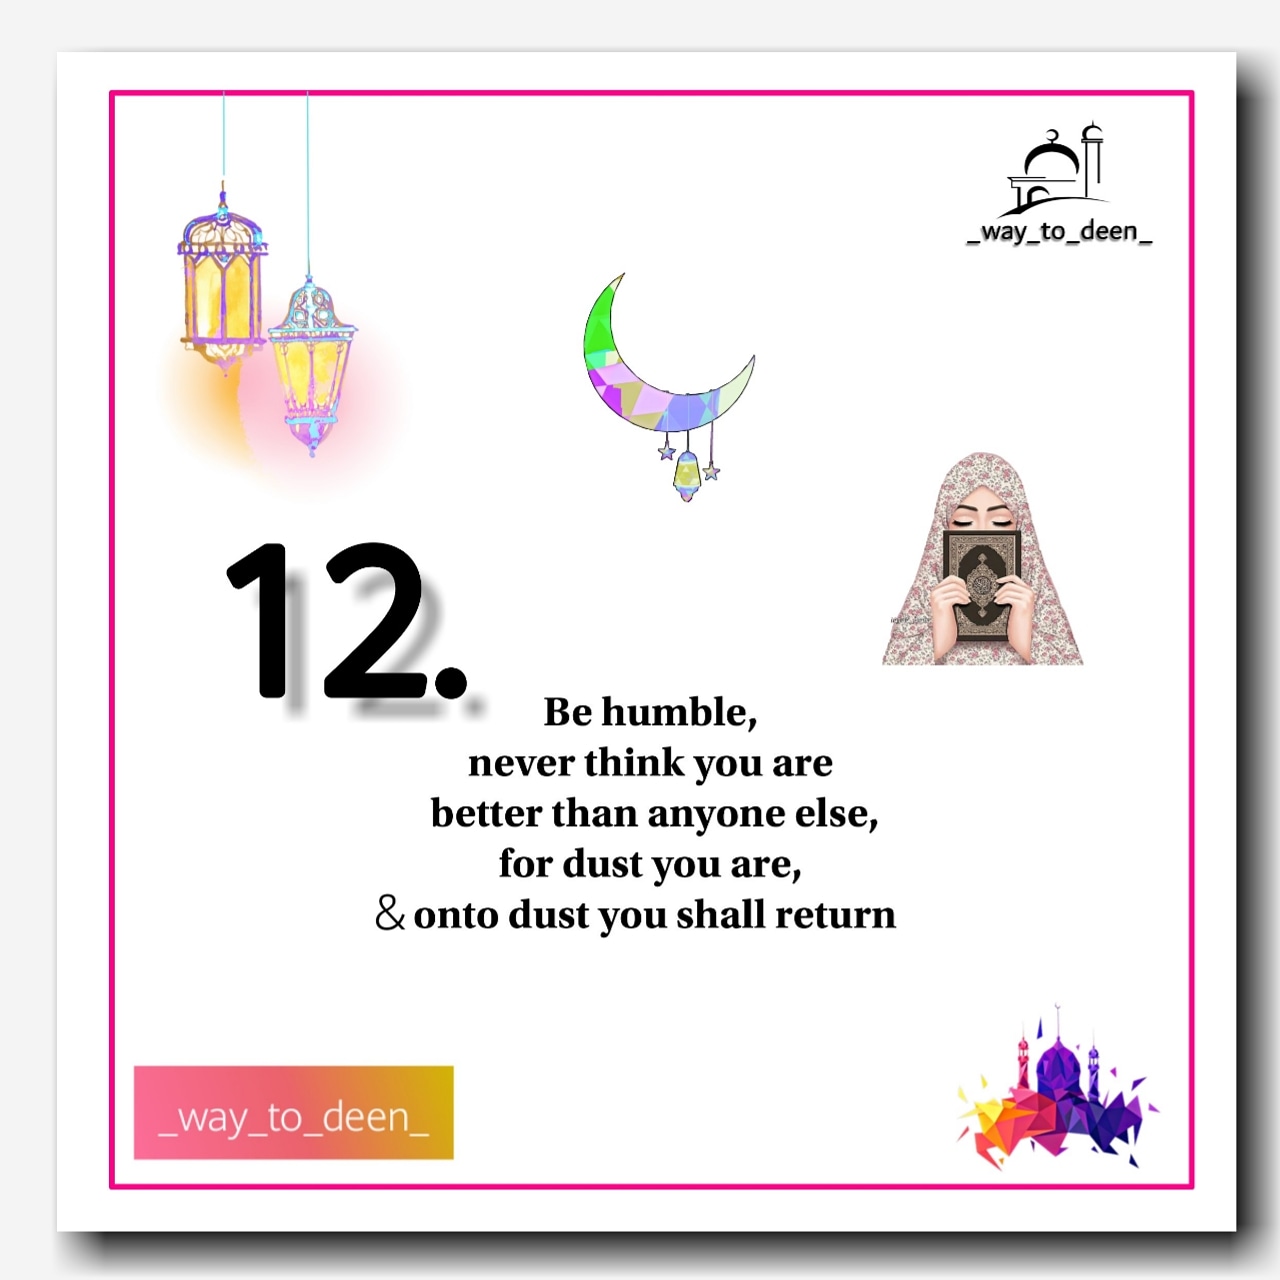 _way_to_deen_
12.
Be humble,
never think you are
better than anyone else,
for dust you are,
& onto dust you shall return
_way_to_deen_